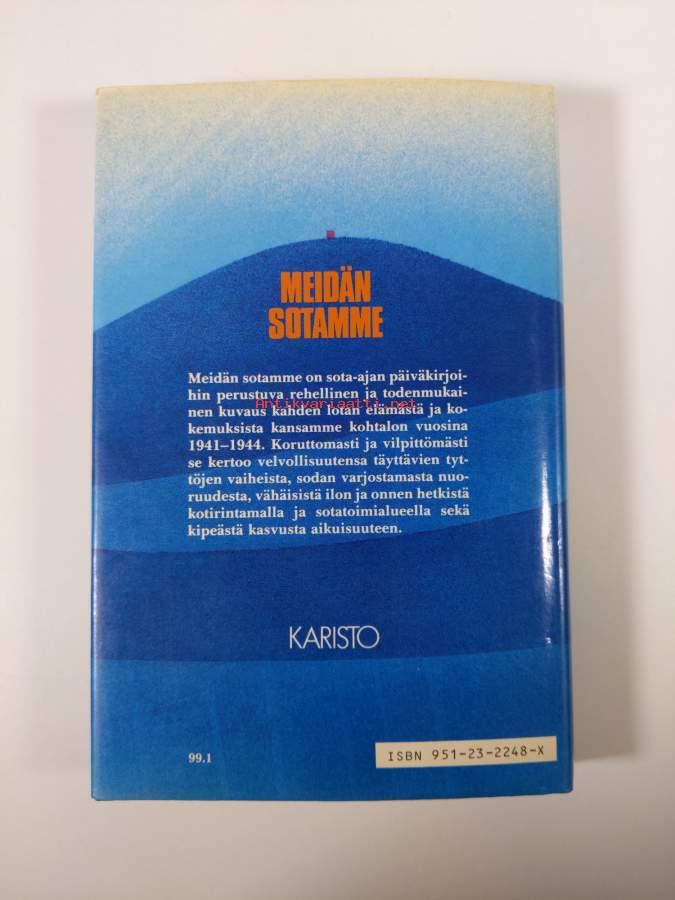 MEIDÄN
SOTAMME
Meidän sotamme on sota-ajan päiväkirjoi-
hin perustuva rehellinen ja todenmukai-
Antikvariaatti.net
nen kuvaus kahden lotan elämästä ja ko-
kemuksista kansamme kohtalon vuosina
1941–1944. Koruttomasti ja vilpittömästi
se kertoo velvollisuutensa täyttävien tyt-
töjen vaiheista, sodan varjostamasta nuo-
ruudesta, vähäisistä ilon ja onnen hetkistä
kotirintamalla ja sotatoimialueella sekä
kipeästä kasvusta aikuisuuteen.
KARISTO
99.1
ISBN 951-23-2248-X